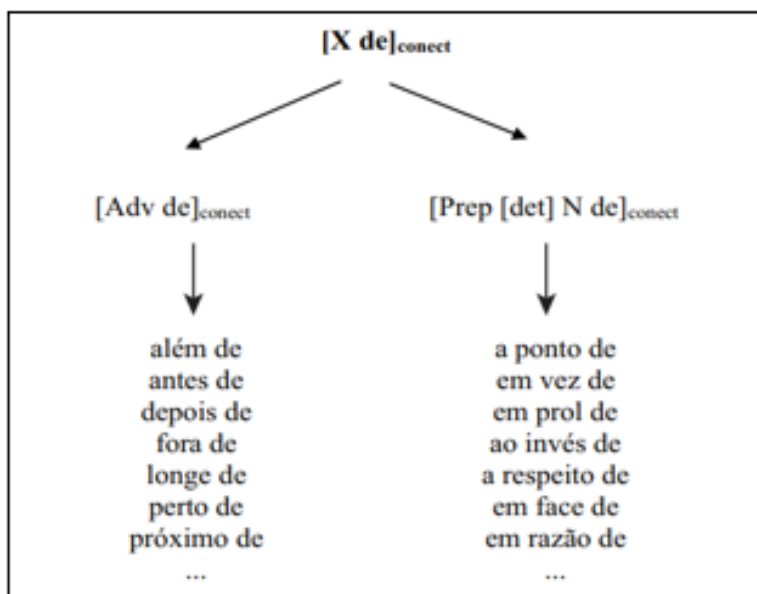 [X de]conect
[Adv de]conect
[Prep [det] N de]conect
além de
antes de
depois de
fora de
longe de
perto de
próximo de
...
a ponto de
em vez de
em prol de
ao invés de
a respeito de
em face de
em razão de
...